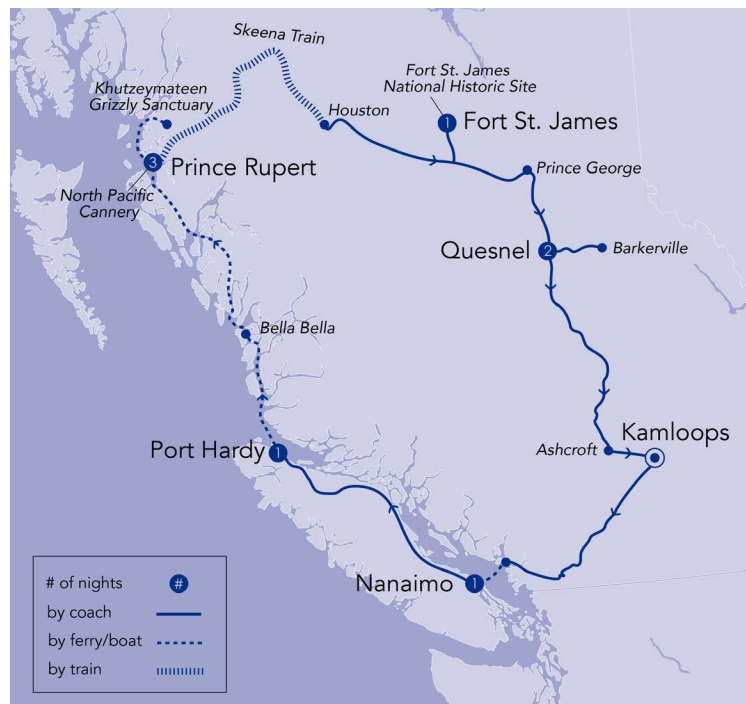 Skeena Train
Fort St. James
National Historic Site
Khutzeymateen
Grizzly Sanctuary
Houston
1
Fort St. James
3
Prince Rupert
Prince George
North Pacific
Cannery
Quesnel
2
Barkerville
Bella Bella
Port Hardy
1
Ashcroft
Kamloops
Nanaimo
1
# of nights
#
by coach
by ferry/boat
by train